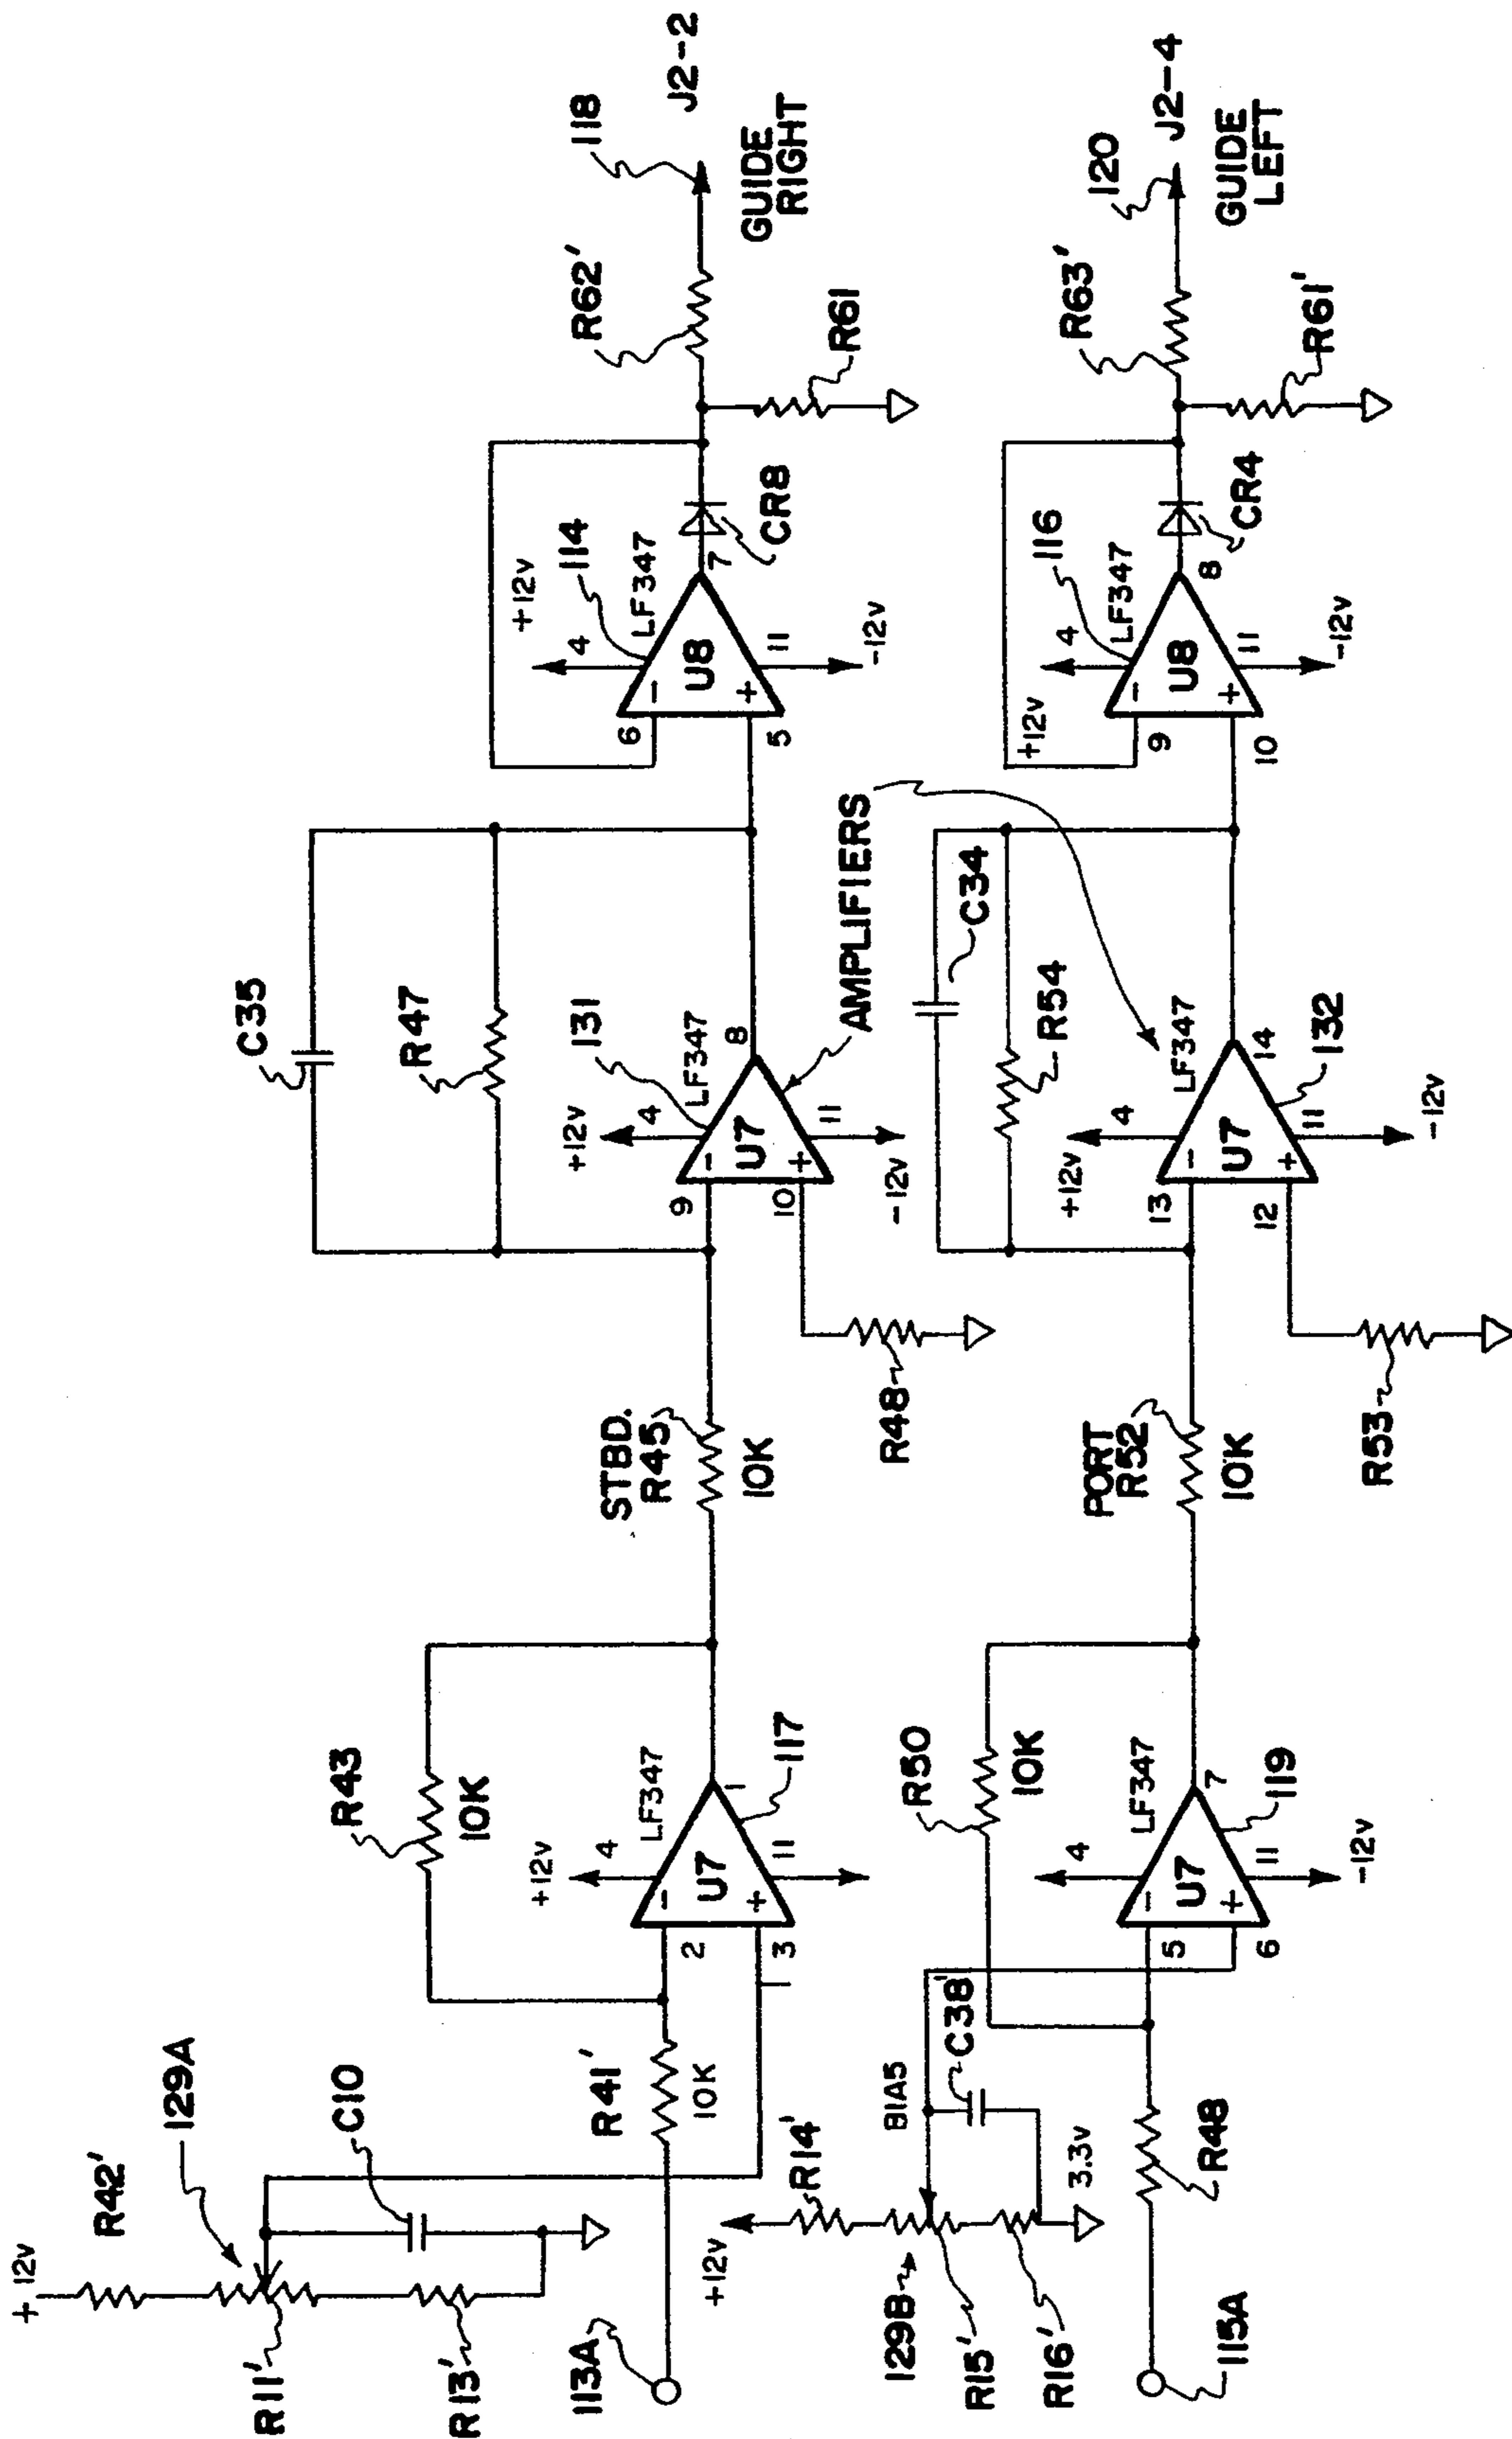 +12v
R42'
129A
C10
R11'
R13'
113A
R41'
10K
R43
10K
+12v
4
LF347
2
3
U7
-
+
1
11
117
STBD.
R45
10K
C35
R47
131
+12v
4
LF347
9
10
U7
-
+
8
11
-12v
R48
AMPLIFIERS
+12v
4
114
LF347
6
5
U8
-
+
7
11
-12v
CR8
R62'
R61
118
J2-2
GUIDE
RIGHT
+12v
129B
R14'
R15'
R16'
BIAS
C38'
3.3v
115A
R48
R50
10K
4
LF347
5
6
U7
-
+
7
11
119
-12v
PORT
R52
10K
C34
R54
+12v
4
LF347
13
12
U7
-
+
14
11
132
-12v
R53
+12v
4
116
LF347
9
10
U8
-
+
8
11
-12v
CR4
R63'
R61'
120
J2-4
GUIDE
LEFT